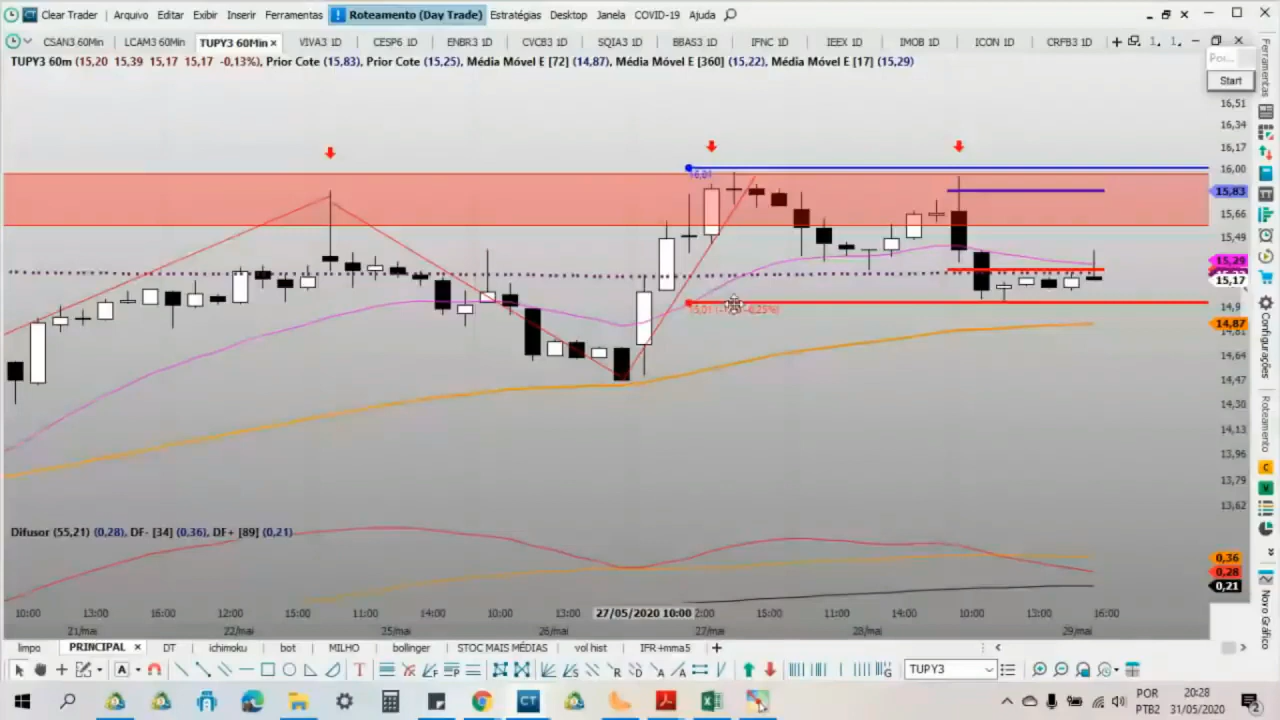 Clear Trader Arquivo Editar Exibir Inserir Ferramentas Roteamento (Day Trade) Estratégias Desktop Janela COVID-19 Ajuda
CSAN3 60Min LCAM3 60Min TUPY3 60Min VIVA3 1D CESP6 1D ENBR3 1D CVCB3 1D SQIA3 1D BBAS3 1D IFNC 1D IEEX 1D IMOB 1D ICON 1D CRFB3 1D
TUPY3 60m (15,20 15,39 15,17 15,17 -0,13%), Prior Cote (15,83), Prior Cote (15,25), Média Móvel E [72] (14,87), Média Móvel E [360] (15,22), Média Móvel E [17] (15,29)
Start
Ferramentas
16,51
16,34
16,17
16,00
16,01
15,83
15,66
15,49
15,29
15,17
14,87
14,64
14,47
14,30
14,13
13,96
13,79
13,62
Configurações
Roteamento
Novo Gráfico
Difusor (55,21) (0,28), DF- [34] (0,36), DF+ [89] (0,21)
0,36
0,28
0,21
10:00 13:00 16:00 12:00 15:00 11:00 14:00 10:00 13:00 27/05/2020 10:00 2:00 15:00 11:00 14:00 10:00 13:00 16:00
21/mai 22/mai 25/mai 26/mai 27/mai 28/mai 29/mai
limpo PRINCIPAL DT ichimoku bot MILHO bollinger STOC MAIS MÉDIAS vol hist IFR +mma5
TUPY3
POR 20:28
PTB2 31/05/2020